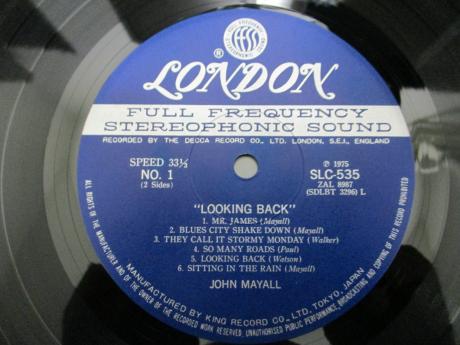 FULL FREQUENCY
STEREOPHONIC
SOUND
® LONDON
FULL FREQUENCY
STEREOPHONIC SOUND
RECORDED BY THE DECCA RECORD CO., LTD. LONDON, S.E.I., ENGLAND
SPEED 33⅓
NO. 1
(2 Sides)
℗ 1975
SLC-535
ZAL 8987
(SDLBT 3296) L
"LOOKING BACK"
1. MR. JAMES (Mayall)
2. BLUES CITY SHAKE DOWN (Mayall)
3. THEY CALL IT STORMY MONDAY (Walker)
4. SO MANY ROADS (Paul)
5. LOOKING BACK (Watson)
6. SITTING IN THE RAIN (Mayall)
JOHN MAYALL
MANUFACTURED BY KING RECORD CO., LTD. TOKYO, JAPAN
ALL RIGHTS OF THE MANUFACTURER AND OF THE OWNER OF THE RECORDED WORK RESERVED. UNAUTHORISED PUBLIC PERFORMANCE, BROADCASTING AND COPYING OF THIS RECORD PROHIBITED